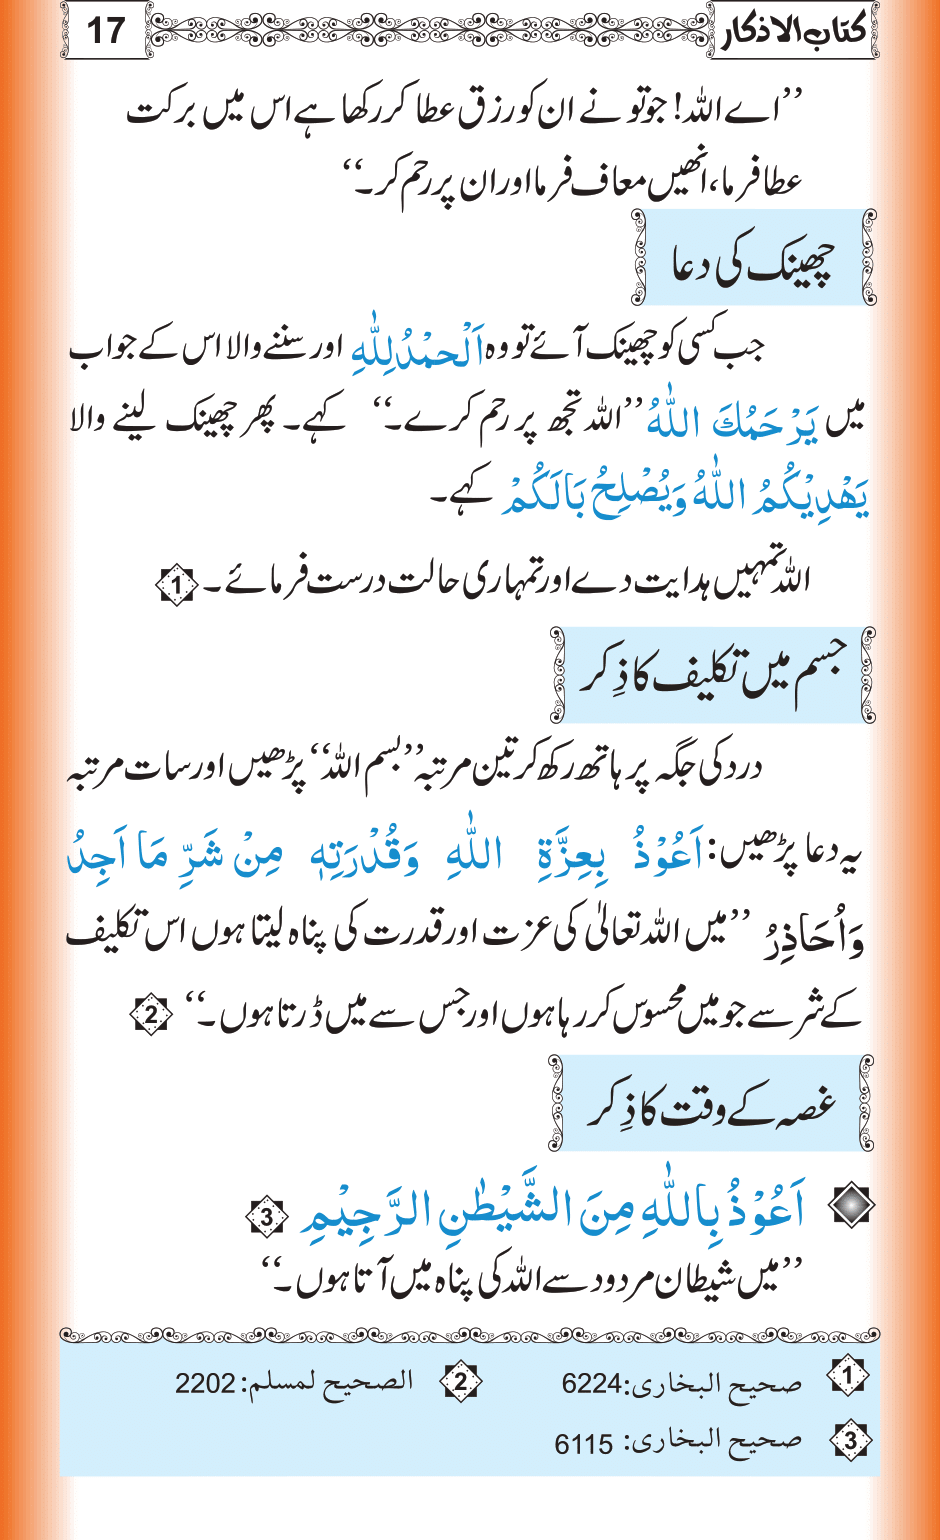 کتاب الاذکار 17
’’اے اللہ! جو تو نے ان کو رزق عطا کر رکھا ہے اس میں برکت
عطا فرما، انھیں معاف فرما اور ان پر رحم کر۔‘‘
چھینک کی دعا
جب کسی کو چھینک آئے تو وہ اَلْحمْدُلِلّٰهِ اور سننے والا اس کے جواب
میں يَرْحَمُكَ اللّٰهُ ’’اللہ تجھ پر رحم کرے۔‘‘ کہے۔ پھر چھینک لینے والا
يَهْدِيْكُمُ اللّٰهُ وَيُصْلِحُ بَالَكُمْ کہے۔
اللہ تمہیں ہدایت دے اور تمہاری حالت درست فرمائے۔ 1
جسم میں تکلیف کا ذِکر
درد کی جگہ پر ہاتھ رکھ کر تین مرتبہ ’’بسم اللہ‘‘ پڑھیں اور سات مرتبہ
یہ دعا پڑھیں: اَعُوْذُ بِعِزَّةِ اللّٰهِ وَقُدْرَتِهٖ مِنْ شَرِّ مَا اَجِدُ
وَاُحَاذِرُ ’’میں اللہ تعالیٰ کی عزت اور قدرت کی پناہ لیتا ہوں اس تکلیف
کے شر سے جو میں محسوس کر رہا ہوں اور جس سے میں ڈرتا ہوں۔‘‘ 2
غصہ کے وقت کا ذِکر
اَعُوْذُ بِاللّٰهِ مِنَ الشَّيْطٰنِ الرَّجِيْمِ 3
’’میں شیطان مردود سے اللہ کی پناہ میں آتا ہوں۔‘‘
1 صحیح البخاری: 6224 2 الصحیح لمسلم: 2202
3 صحیح البخاری: 6115